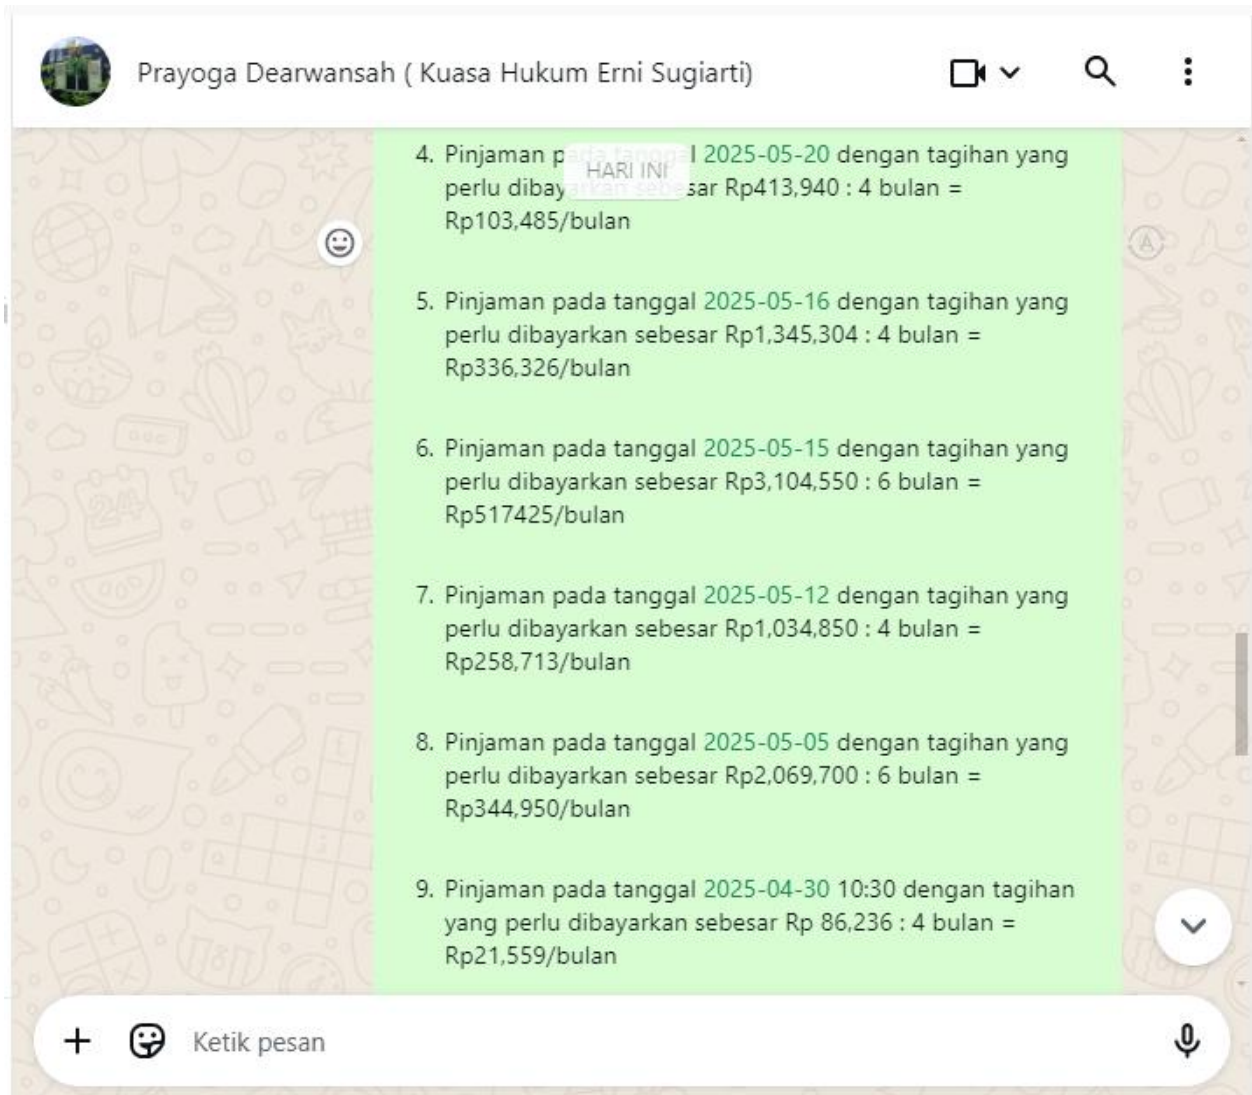 Prayoga Dearwansah ( Kuasa Hukum Erni Sugiarti)
HARI INI
4. Pinjaman pada tanggal 2025-05-20 dengan tagihan yang
perlu dibayarkan sebesar Rp413,940 : 4 bulan =
Rp103,485/bulan
5. Pinjaman pada tanggal 2025-05-16 dengan tagihan yang
perlu dibayarkan sebesar Rp1,345,304 : 4 bulan =
Rp336,326/bulan
6. Pinjaman pada tanggal 2025-05-15 dengan tagihan yang
perlu dibayarkan sebesar Rp3,104,550 : 6 bulan =
Rp517425/bulan
7. Pinjaman pada tanggal 2025-05-12 dengan tagihan yang
perlu dibayarkan sebesar Rp1,034,850 : 4 bulan =
Rp258,713/bulan
8. Pinjaman pada tanggal 2025-05-05 dengan tagihan yang
perlu dibayarkan sebesar Rp2,069,700 : 6 bulan =
Rp344,950/bulan
9. Pinjaman pada tanggal 2025-04-30 10:30 dengan tagihan
yang perlu dibayarkan sebesar Rp 86,236 : 4 bulan =
Rp21,559/bulan
Ketik pesan